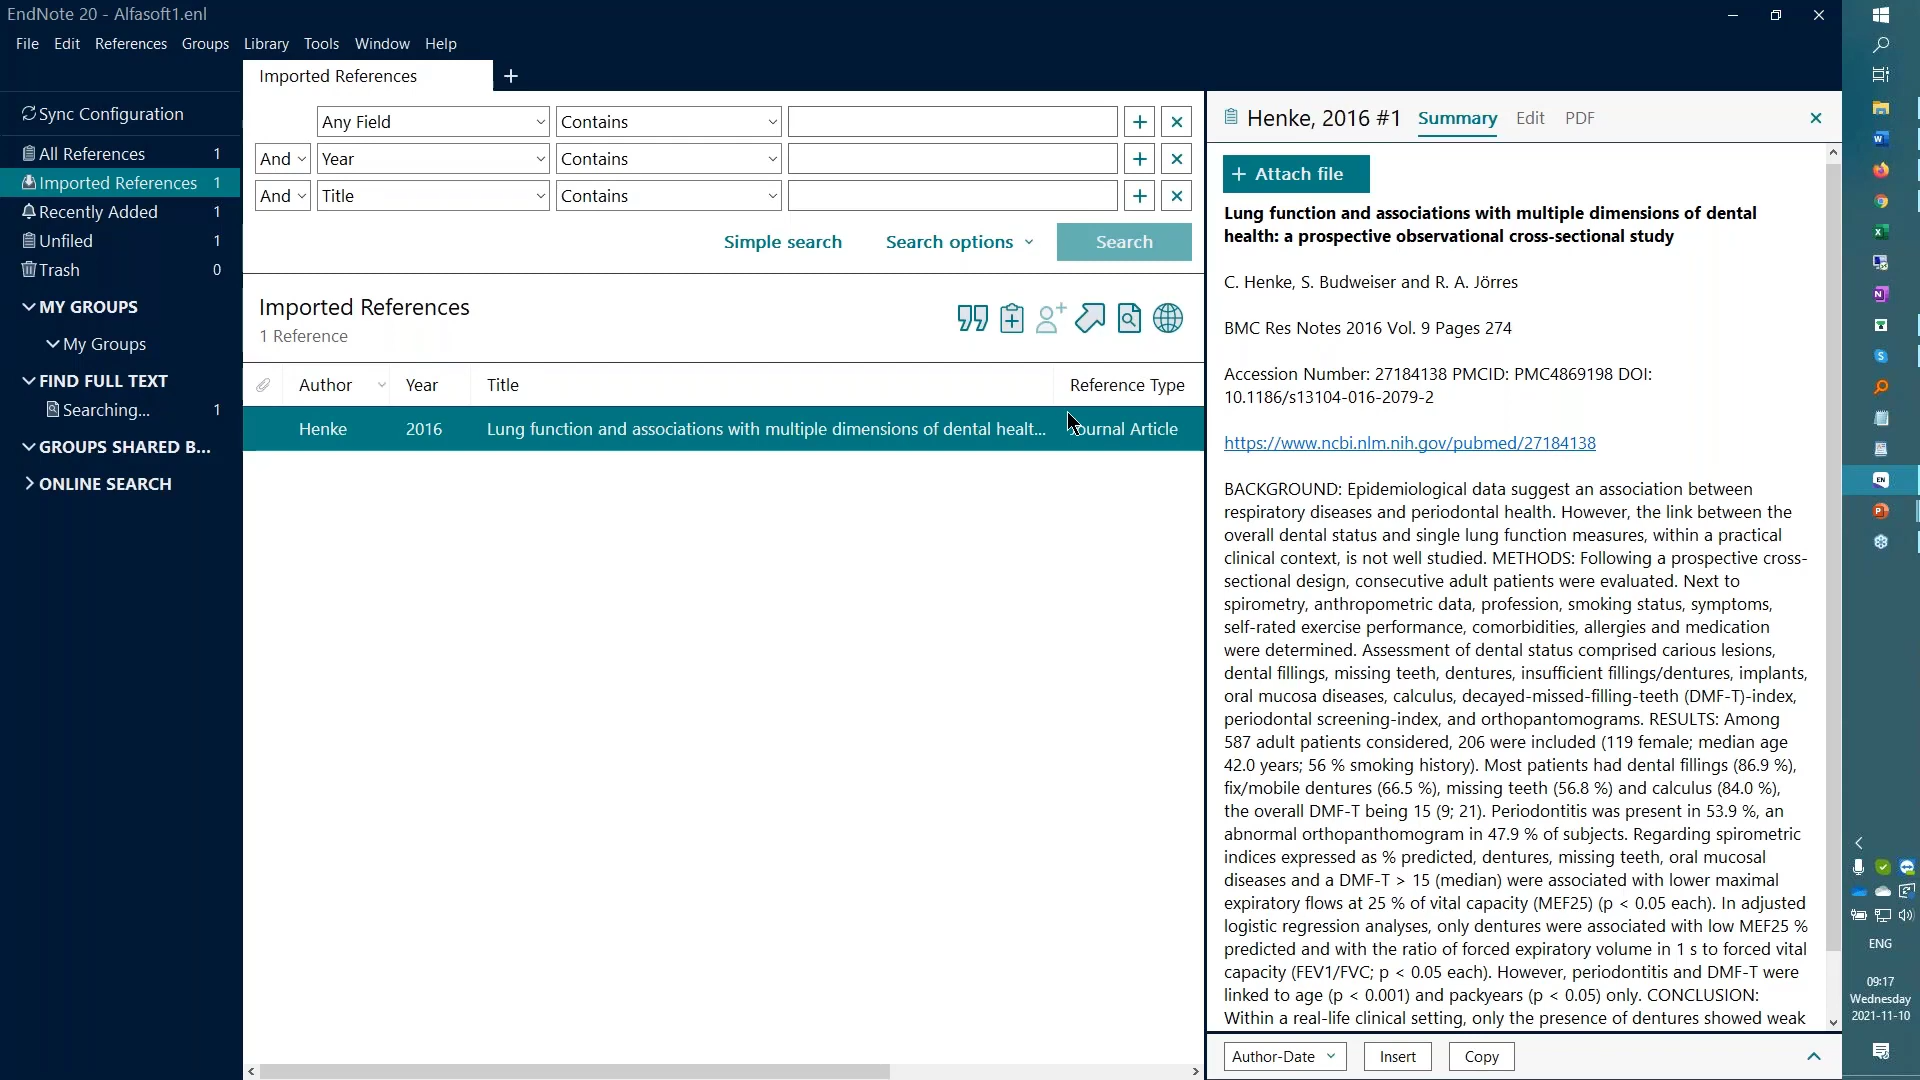 EndNote 20 - Alfasoft1.enl
File Edit References Groups Library Tools Window Help
Imported References
Sync Configuration
All References 1
Imported References 1
Recently Added 1
Unfiled 1
Trash 0
MY GROUPS
My Groups
FIND FULL TEXT
Searching... 1
GROUPS SHARED B...
ONLINE SEARCH
Any Field Contains
And Year Contains
And Title Contains
Simple search Search options Search
Imported References
1 Reference
Author Year Title Reference Type
Henke 2016 Lung function and associations with multiple dimensions of dental healt... Journal Article
Henke, 2016 #1 Summary Edit PDF
+ Attach file
Lung function and associations with multiple dimensions of dental
health: a prospective observational cross-sectional study
C. Henke, S. Budweiser and R. A. Jörres
BMC Res Notes 2016 Vol. 9 Pages 274
Accession Number: 27184138 PMCID: PMC4869198 DOI:
10.1186/s13104-016-2079-2
https://www.ncbi.nlm.nih.gov/pubmed/27184138
BACKGROUND: Epidemiological data suggest an association between
respiratory diseases and periodontal health. However, the link between the
overall dental status and single lung function measures, within a practical
clinical context, is not well studied. METHODS: Following a prospective cross-
sectional design, consecutive adult patients were evaluated. Next to
spirometry, anthropometric data, profession, smoking status, symptoms,
self-rated exercise performance, comorbidities, allergies and medication
were determined. Assessment of dental status comprised carious lesions,
dental fillings, missing teeth, dentures, insufficient fillings/dentures, implants,
oral mucosa diseases, calculus, decayed-missed-filling-teeth (DMF-T)-index,
periodontal screening-index, and orthopantomograms. RESULTS: Among
587 adult patients considered, 206 were included (119 female; median age
42.0 years; 56 % smoking history). Most patients had dental fillings (86.9 %),
fix/mobile dentures (66.5 %), missing teeth (56.8 %) and calculus (84.0 %),
the overall DMF-T being 15 (9; 21). Periodontitis was present in 53.9 %, an
abnormal orthopanthomogram in 47.9 % of subjects. Regarding spirometric
indices expressed as % predicted, dentures, missing teeth, oral mucosal
diseases and a DMF-T > 15 (median) were associated with lower maximal
expiratory flows at 25 % of vital capacity (MEF25) (p < 0.05 each). In adjusted
logistic regression analyses, only dentures were associated with low MEF25 %
predicted and with the ratio of forced expiratory volume in 1 s to forced vital
capacity (FEV1/FVC; p < 0.05 each). However, periodontitis and DMF-T were
linked to age (p < 0.001) and packyears (p < 0.05) only. CONCLUSION:
Within a real-life clinical setting, only the presence of dentures showed weak
Author-Date Insert Copy
EN
ENG
09:17
Wednesday
2021-11-10